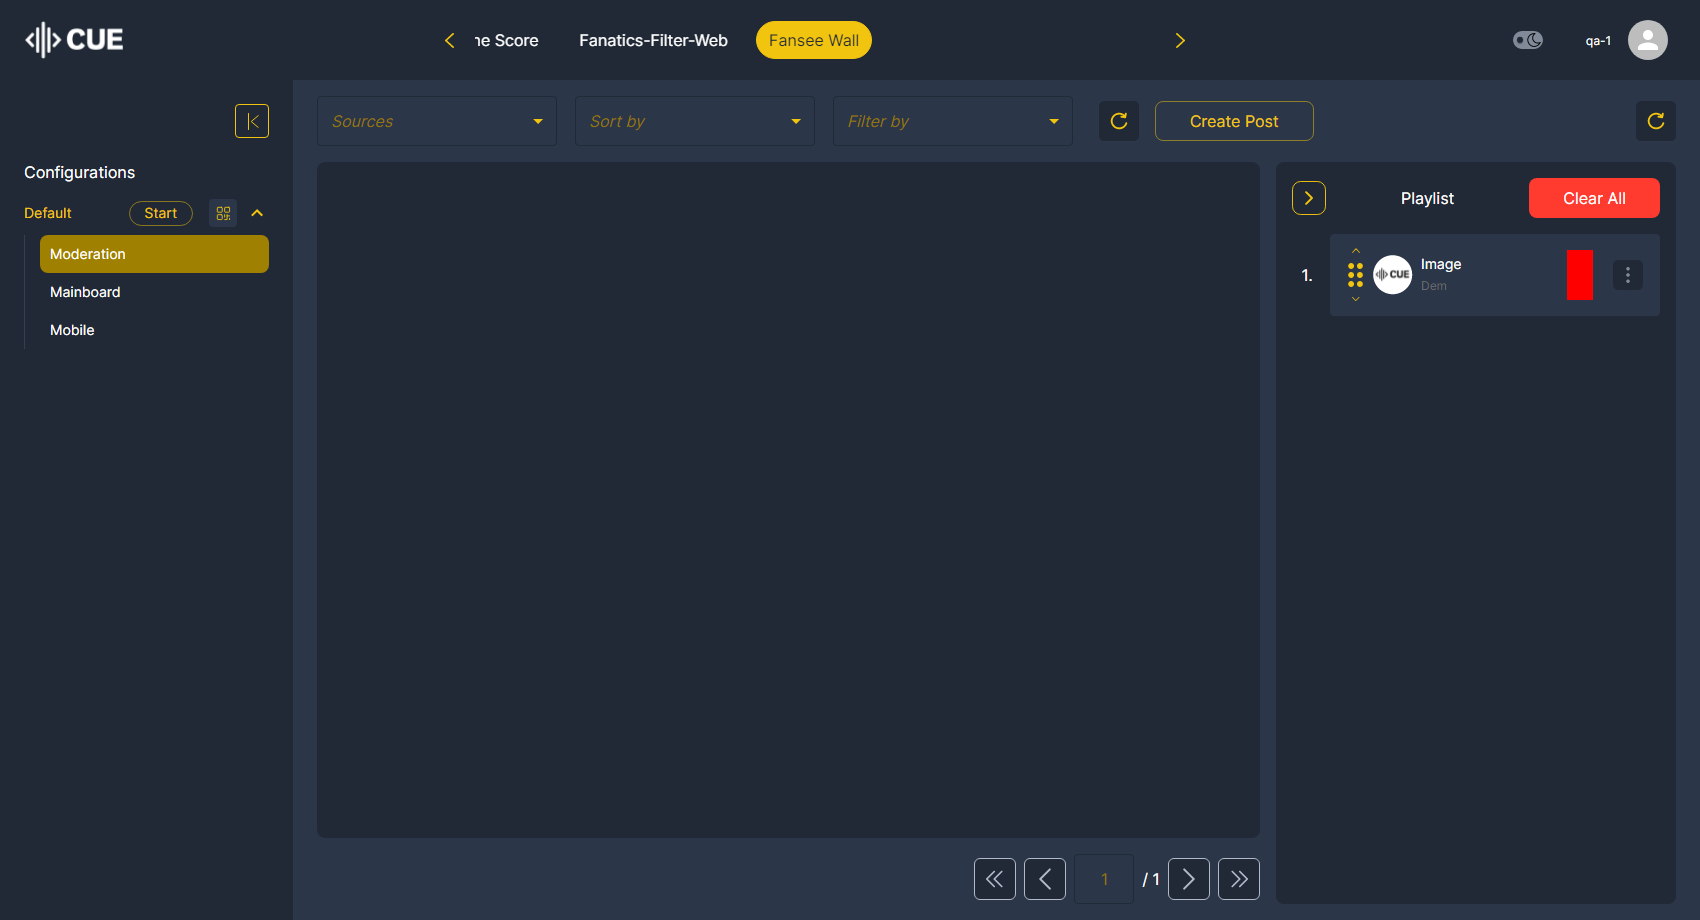 CUE
ne Score
Fanatics-Filter-Web
Fansee Wall
qa-1
Configurations
Default
Start
Moderation
Mainboard
Mobile
Sources
Sort by
Filter by
Create Post
Playlist
Clear All
1.
CUE
Image
Dem
1
/ 1